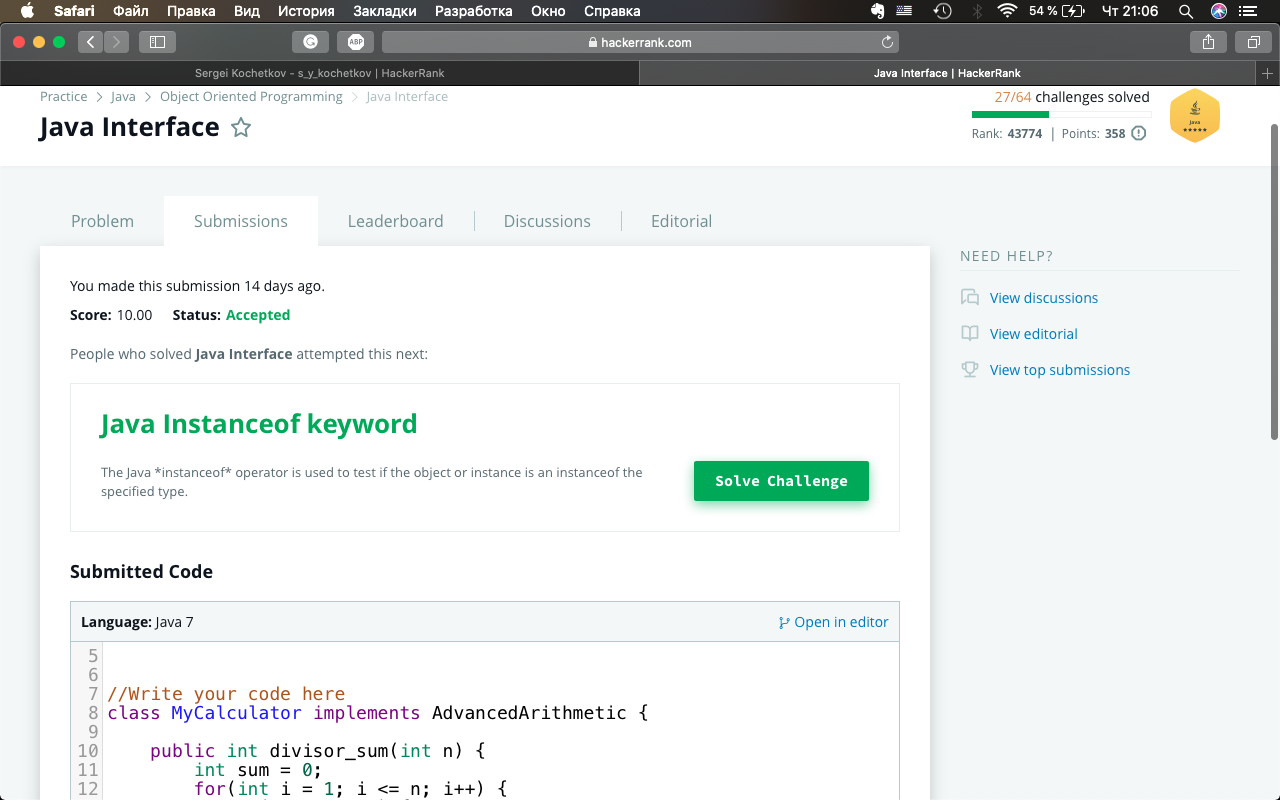 Safari Файл Правка Вид История Закладки Разработка Окно Справка 54 % Чт 21:06
ABP hackerrank.com
Sergei Kochetkov - s_y_kochetkov | HackerRank Java Interface | HackerRank
Practice > Java > Object Oriented Programming > Java Interface
27/64 challenges solved
Java Interface
Rank: 43774 | Points: 358
Java
Problem Submissions Leaderboard Discussions Editorial
NEED HELP?
View discussions
View editorial
View top submissions
You made this submission 14 days ago.
Score: 10.00 Status: Accepted
People who solved Java Interface attempted this next:
Java Instanceof keyword
The Java *instanceof* operator is used to test if the object or instance is an instanceof the
specified type.
Solve Challenge
Submitted Code
Language: Java 7 Open in editor
5
6
7 //Write your code here
8 class MyCalculator implements AdvancedArithmetic {
9
10 public int divisor_sum(int n) {
11 int sum = 0;
12 for(int i = 1; i <= n; i++) {